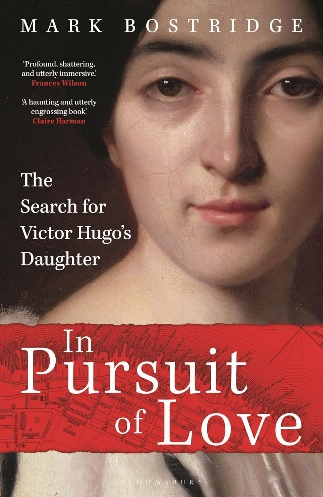 MARK BOSTRIDGE
'Profound, shattering,
and utterly immersive.'
Frances Wilson
'A haunting and utterly
engrossing book'
Claire Harman
The
Search for
Victor Hugo's
Daughter
In
Pursuit
of Love
BLOOMSBURY